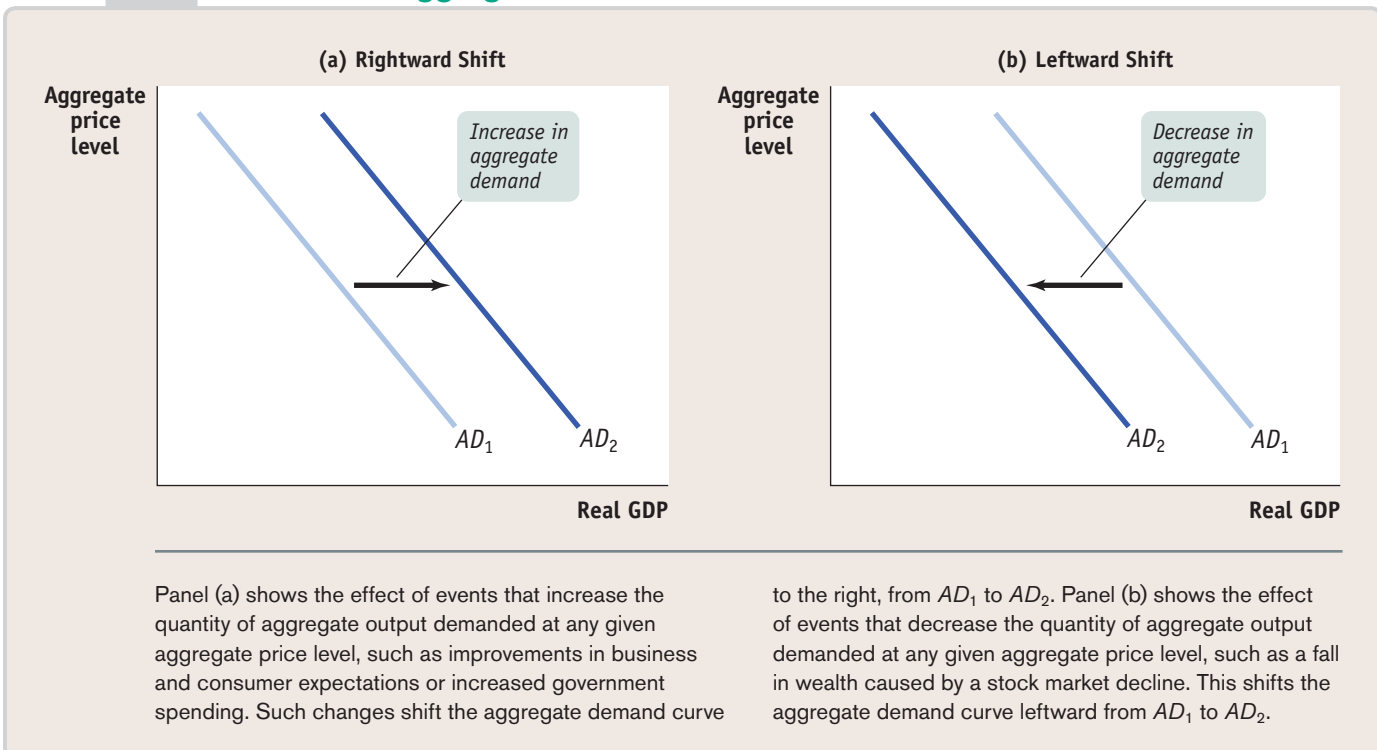 (a) Rightward Shift
Aggregate
price
level
Increase in
aggregate
demand
AD1
AD2
Real GDP
(b) Leftward Shift
Aggregate
price
level
Decrease in
aggregate
demand
AD2
AD1
Real GDP
Panel (a) shows the effect of events that increase the
quantity of aggregate output demanded at any given
aggregate price level, such as improvements in business
and consumer expectations or increased government
spending. Such changes shift the aggregate demand curve
to the right, from AD1 to AD2. Panel (b) shows the effect
of events that decrease the quantity of aggregate output
demanded at any given aggregate price level, such as a fall
in wealth caused by a stock market decline. This shifts the
aggregate demand curve leftward from AD1 to AD2.